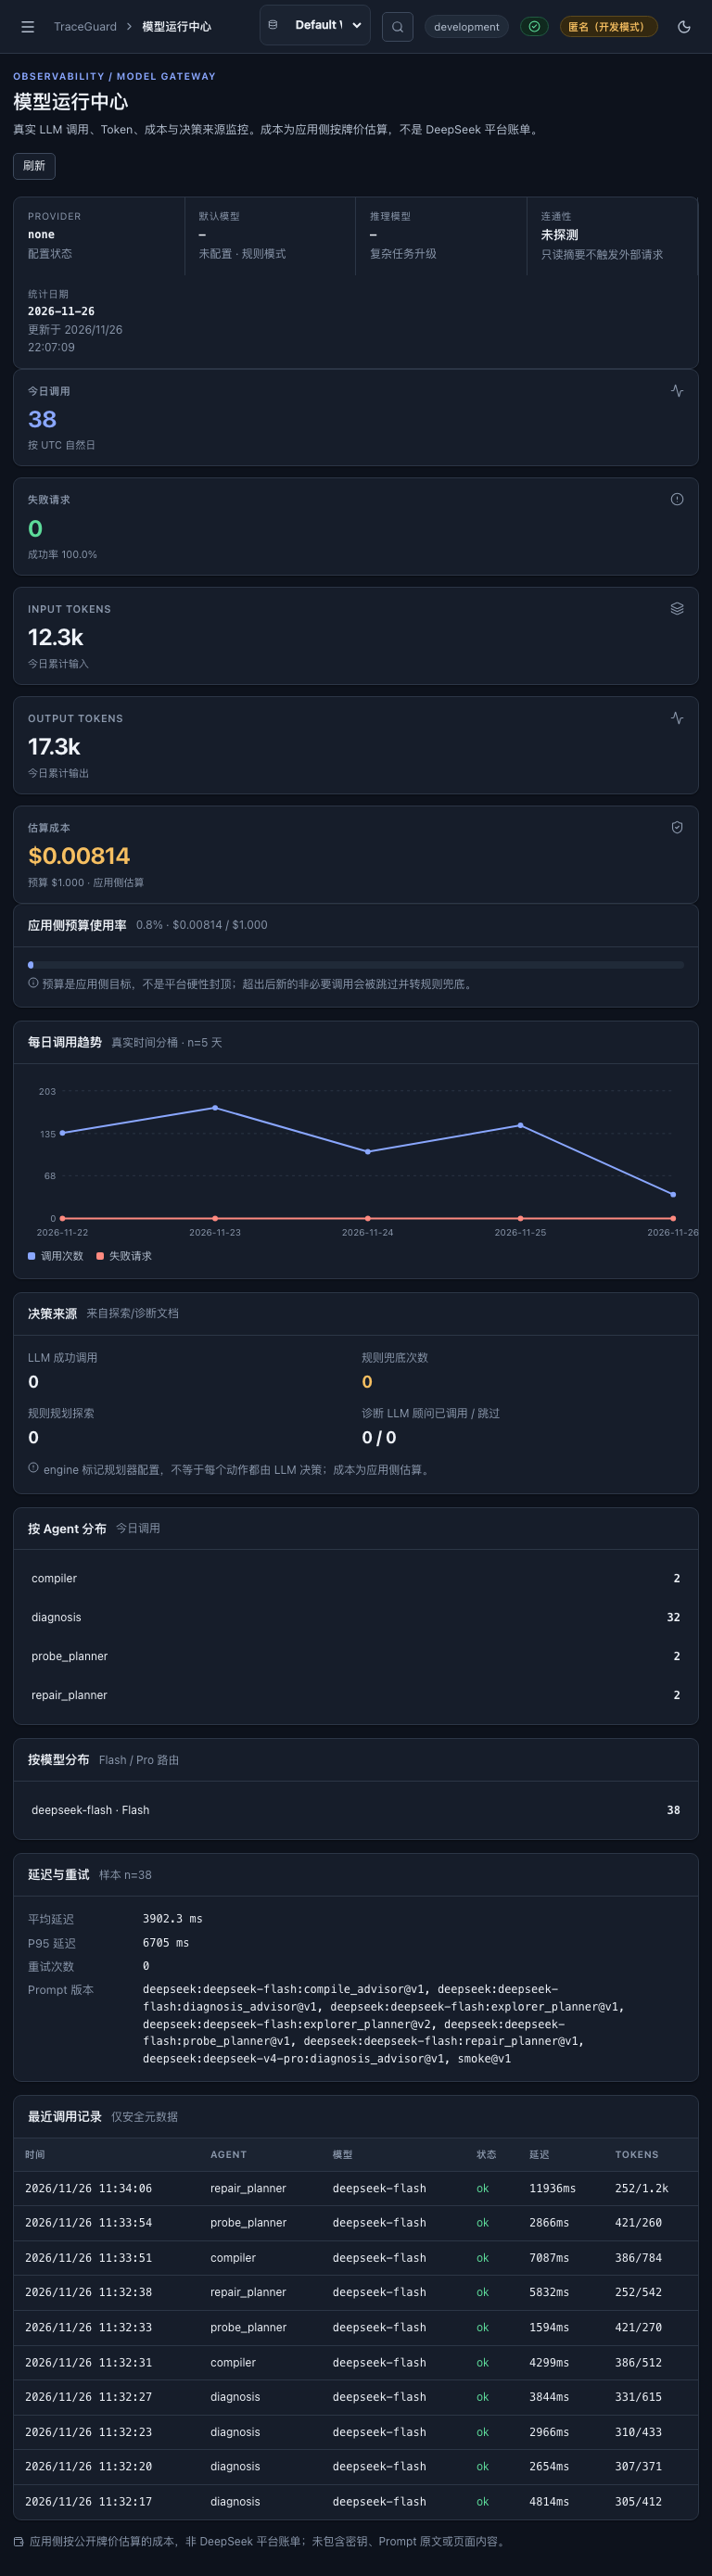 TraceGuard › 模型运行中心 Default development 匿名（开发模式）
OBSERVABILITY / MODEL GATEWAY
模型运行中心
真实 LLM 调用、Token、成本与决策来源监控。成本为应用侧按牌价估算，不是 DeepSeek 平台账单。
刷新
PROVIDER
none
配置状态
默认模型
—
未配置 · 规则模式
推理模型
—
复杂任务升级
连通性
未探测
只读摘要不触发外部请求
统计日期
2026-11-26
更新于 2026/11/26
22:07:09
今日调用
38
按 UTC 自然日
失败请求
0
成功率 100.0%
INPUT TOKENS
12.3k
今日累计输入
OUTPUT TOKENS
17.3k
今日累计输出
估算成本
$0.00814
预算 $1.000 · 应用侧估算
应用侧预算使用率 0.8% · $0.00814 / $1.000
预算是应用侧目标，不是平台硬性封顶；超出后新的非必要调用会被跳过并转规则兜底。
每日调用趋势 真实时间分桶 · n=5 天
203
135
68
0
2026-11-22 2026-11-23 2026-11-24 2026-11-25 2026-11-26
调用次数 失败请求
决策来源 来自探索/诊断文档
LLM 成功调用
0
规则兜底次数
0
规则规划探索
0
诊断 LLM 顾问已调用 / 跳过
0 / 0
engine 标记规划器配置，不等于每个动作都由 LLM 决策；成本为应用侧估算。
按 Agent 分布 今日调用
compiler 2
diagnosis 32
probe_planner 2
repair_planner 2
按模型分布 Flash / Pro 路由
deepseek-flash · Flash 38
延迟与重试 样本 n=38
平均延迟 3902.3 ms
P95 延迟 6705 ms
重试次数 0
Prompt 版本 deepseek:deepseek-flash:compile_advisor@v1, deepseek:deepseek-
flash:diagnosis_advisor@v1, deepseek:deepseek-flash:explorer_planner@v1,
deepseek:deepseek-flash:explorer_planner@v2, deepseek:deepseek-
flash:probe_planner@v1, deepseek:deepseek-flash:repair_planner@v1,
deepseek:deepseek-v4-pro:diagnosis_advisor@v1, smoke@v1
最近调用记录 仅安全元数据
时间 AGENT 模型 状态 延迟 TOKENS
2026/11/26 11:34:06 repair_planner deepseek-flash ok 11936ms 252/1.2k
2026/11/26 11:33:54 probe_planner deepseek-flash ok 2866ms 421/260
2026/11/26 11:33:51 compiler deepseek-flash ok 7087ms 386/784
2026/11/26 11:32:38 repair_planner deepseek-flash ok 5832ms 252/542
2026/11/26 11:32:33 probe_planner deepseek-flash ok 1594ms 421/270
2026/11/26 11:32:31 compiler deepseek-flash ok 4299ms 386/512
2026/11/26 11:32:27 diagnosis deepseek-flash ok 3844ms 331/615
2026/11/26 11:32:23 diagnosis deepseek-flash ok 2966ms 310/433
2026/11/26 11:32:20 diagnosis deepseek-flash ok 2654ms 307/371
2026/11/26 11:32:17 diagnosis deepseek-flash ok 4814ms 305/412
应用侧按公开牌价估算的成本，非 DeepSeek 平台账单；未包含密钥、Prompt 原文或页面内容。